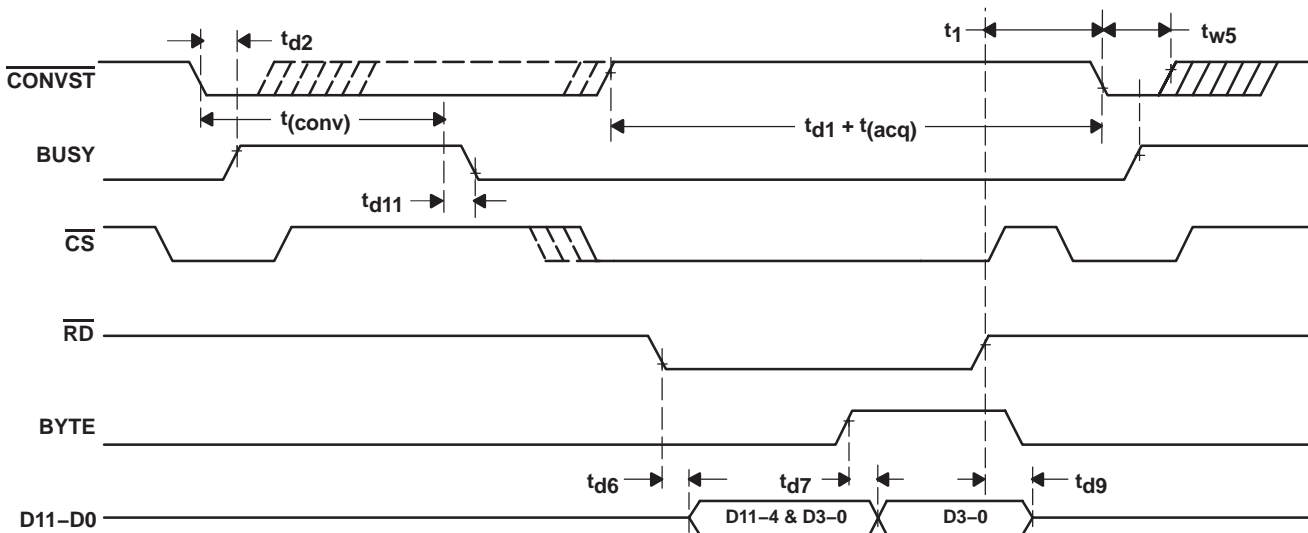 td2
t1
tw5
CONVST
t(conv)
td1 + t(acq)
BUSY
td11
CS
RD
BYTE
td6
td7
td9
D11–D0
D11–4 & D3–0
D3–0